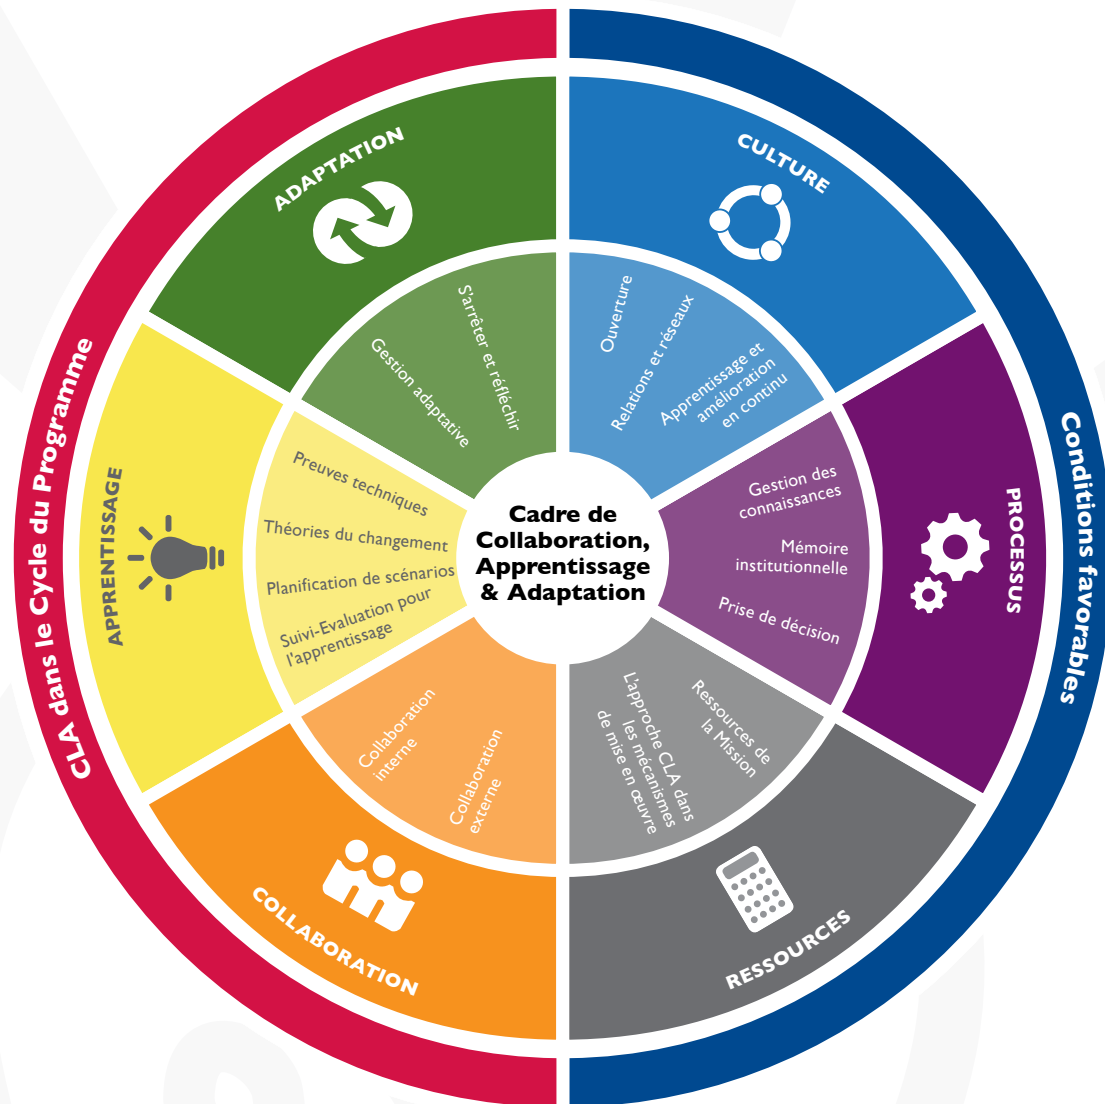 Cadre de
Collaboration,
Apprentissage
& Adaptation
CLA dans le Cycle du Programme
ADAPTATION
Gestion adaptative
S'arrêter et réfléchir
APPRENTISSAGE
Preuves techniques
Théories du changement
Planification de scénarios
Suivi-Evaluation pour
l'apprentissage
COLLABORATION
Collaboration
interne
Collaboration
externe
Conditions favorables
CULTURE
Ouverture
Relations et réseaux
Apprentissage et
amélioration
en continu
PROCESSUS
Gestion des
connaissances
Mémoire
institutionnelle
Prise de décision
RESSOURCES
Ressources de
la Mission
L'approche CLA dans
les mécanismes
de mise en œuvre